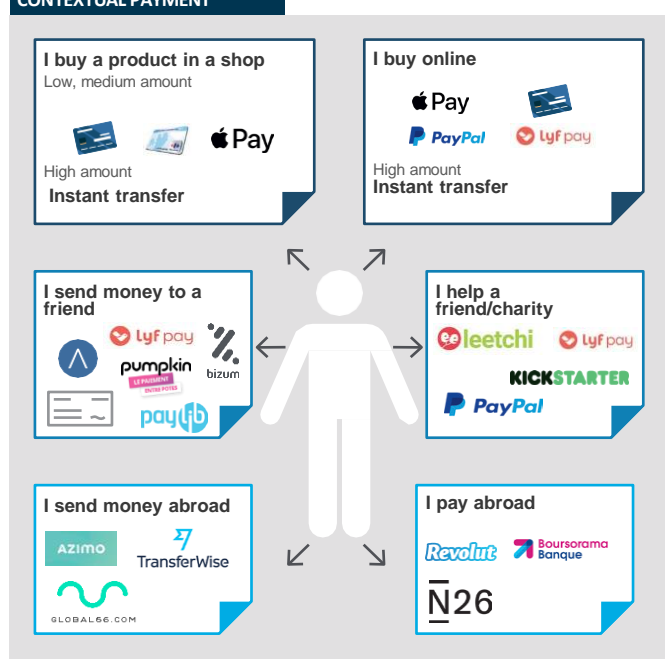 CONTEXTUAL PAYMENT
I buy a product in a shop
Low, medium amount
Pay
High amount
Instant transfer
I buy online
Pay
PayPal
Lyf pay
High amount
Instant transfer
I send money to a
friend
Lyf pay
pumpkin
LE PAIEMENT
ENTRE POTES
bizum
paylib
I help a
friend/charity
leetchi
Lyf pay
KICKSTARTER
PayPal
I send money abroad
AZIMO
TransferWise
GLOBAL66.COM
I pay abroad
Revolut
Boursorama
Banque
N26